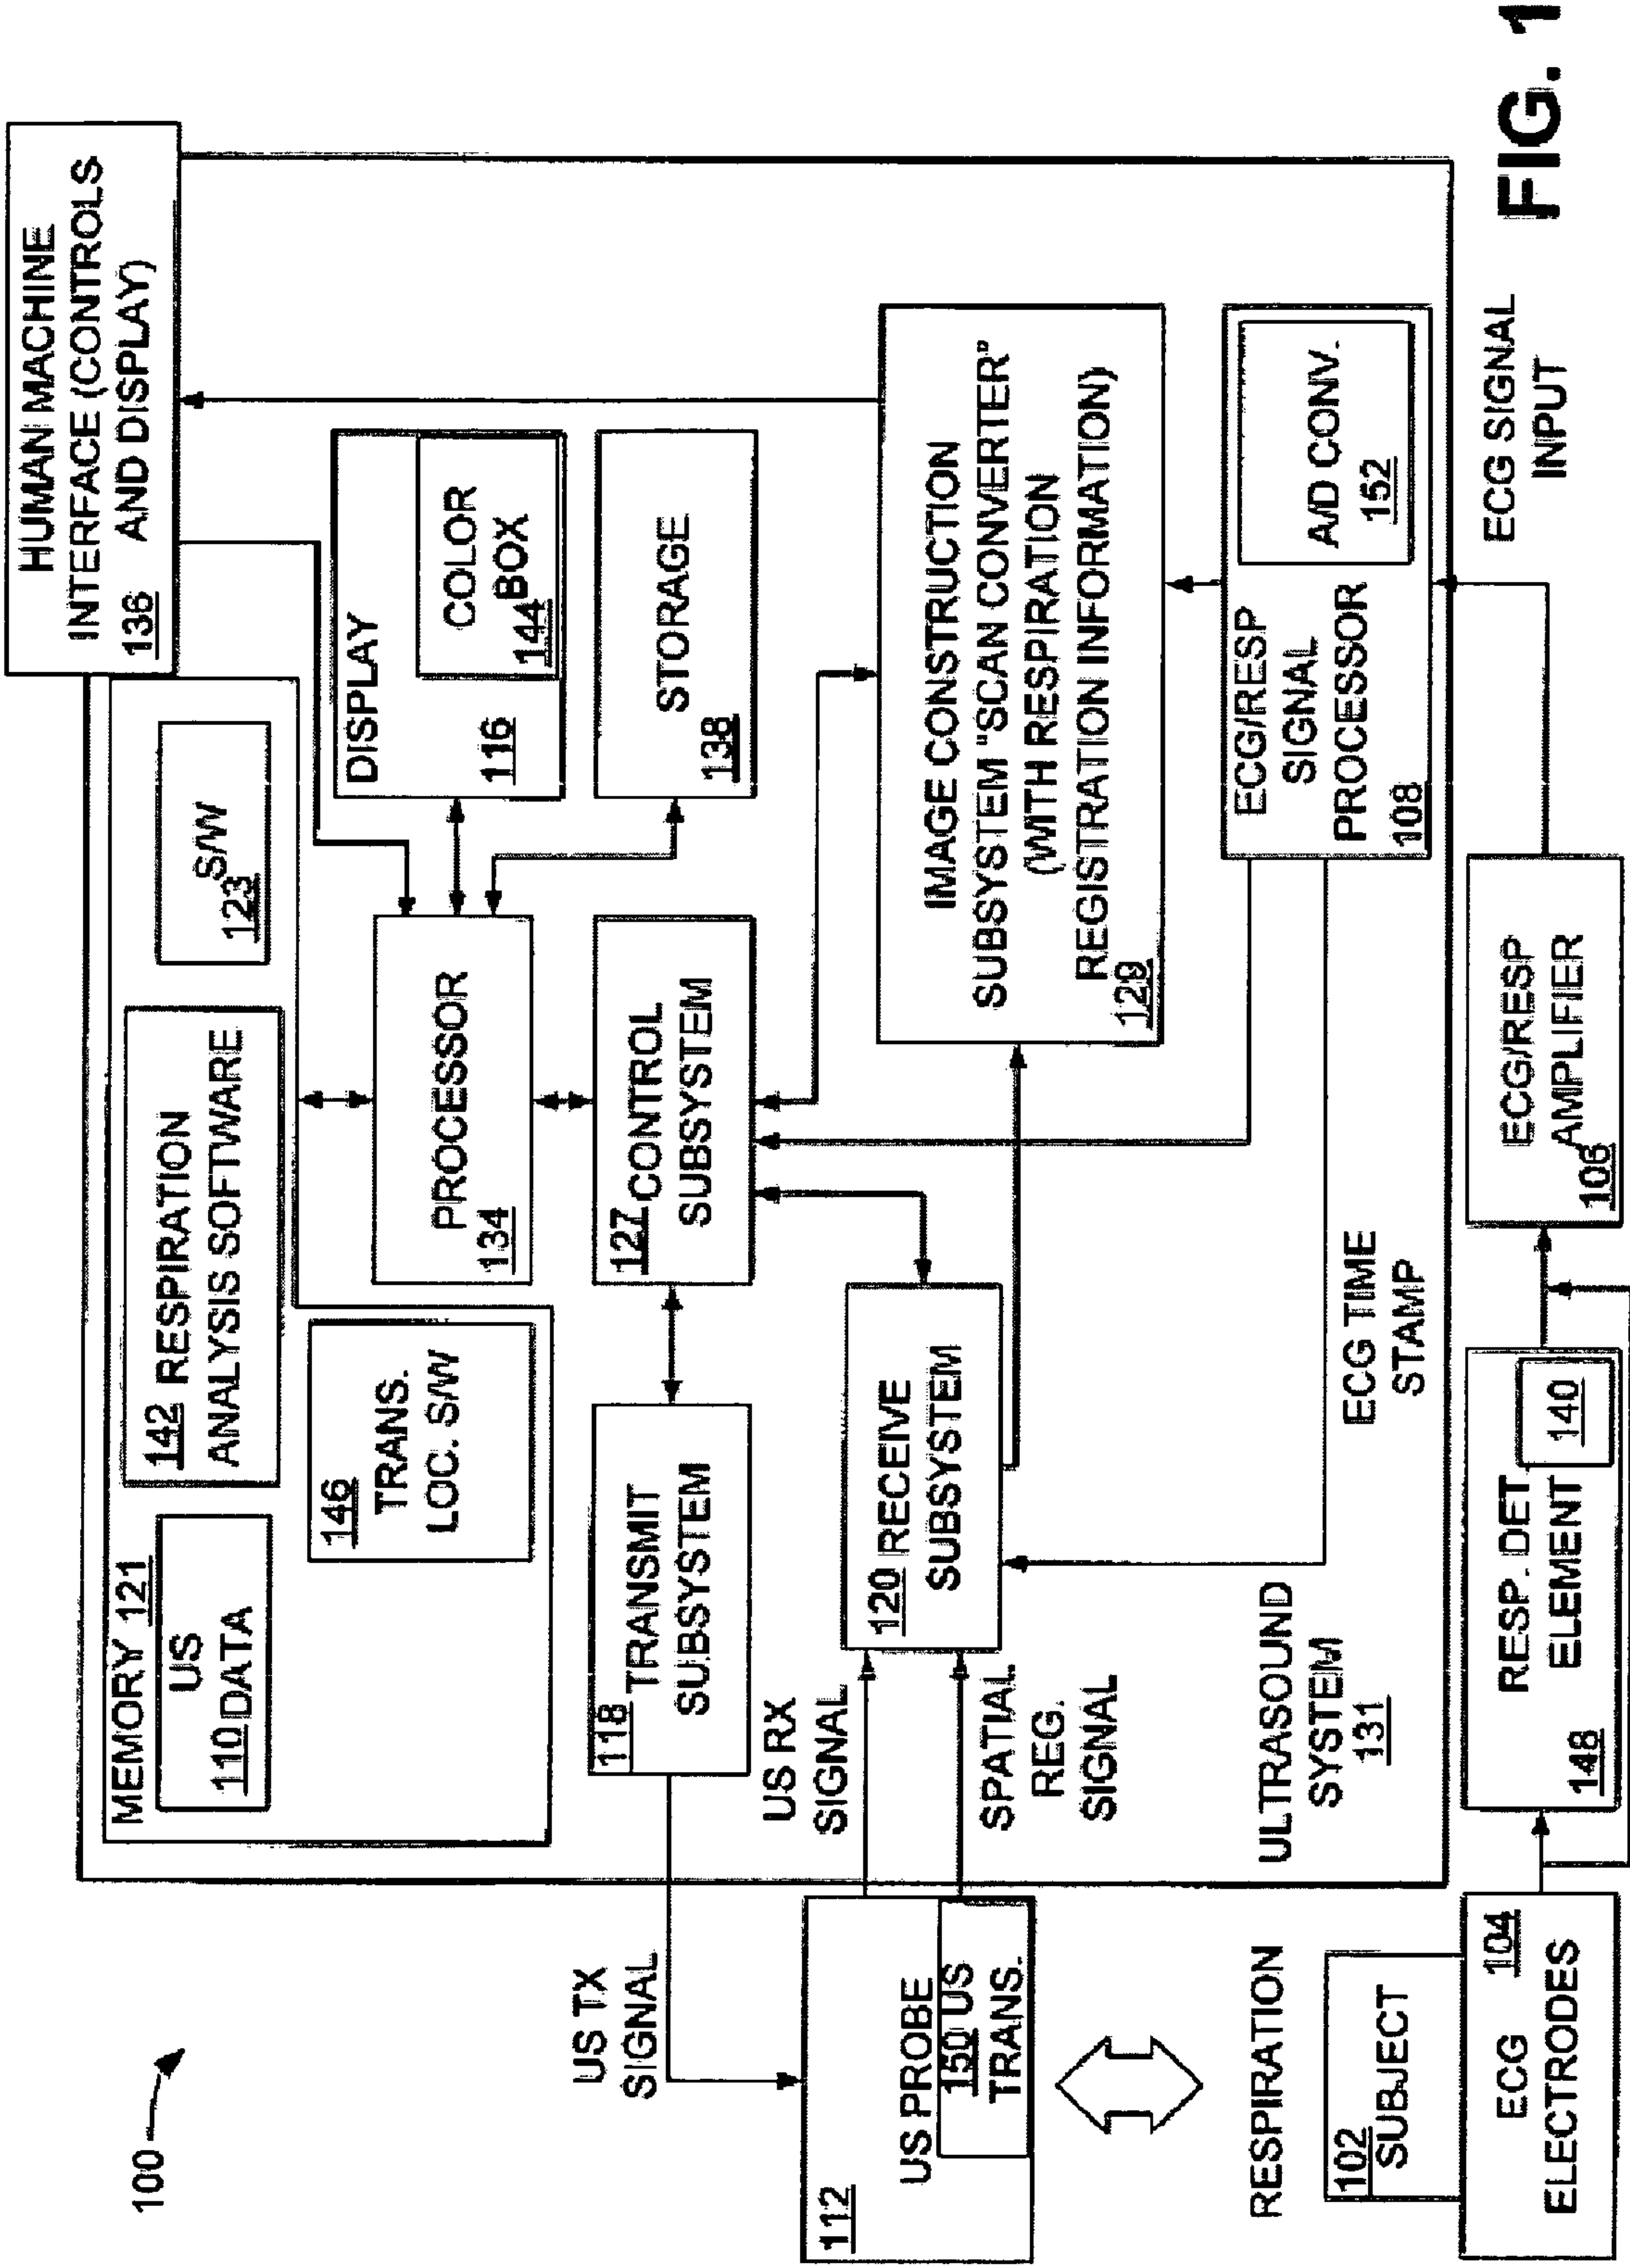 100
HUMAN MACHINE
INTERFACE (CONTROLS
136 AND DISPLAY)
MEMORY 121
US
110 DATA
142 RESPIRATION
ANALYSIS SOFTWARE
S/W
123
146 TRANS.
LOC. S/W
PROCESSOR
134
DISPLAY
116
COLOR
BOX
144
STORAGE
138
118
TRANSMIT
SUBSYSTEM
127 CONTROL
SUBSYSTEM
US TX
SIGNAL
US RX
SIGNAL
SPATIAL
REG.
SIGNAL
120 RECEIVE
SUBSYSTEM
IMAGE CONSTRUCTION
SUBSYSTEM "SCAN CONVERTER"
(WITH RESPIRATION
REGISTRATION INFORMATION)
129
112
US PROBE
150 US
TRANS.
ECG/RESP
SIGNAL
PROCESSOR
108
A/D CONV.
152
ULTRASOUND
SYSTEM
131
ECG TIME
STAMP
RESPIRATION
102
SUBJECT
104
ECG
ELECTRODES
RESP. DET
ELEMENT
148
140
ECG/RESP
AMPLIFIER
106
ECG SIGNAL
INPUT
FIG. 1